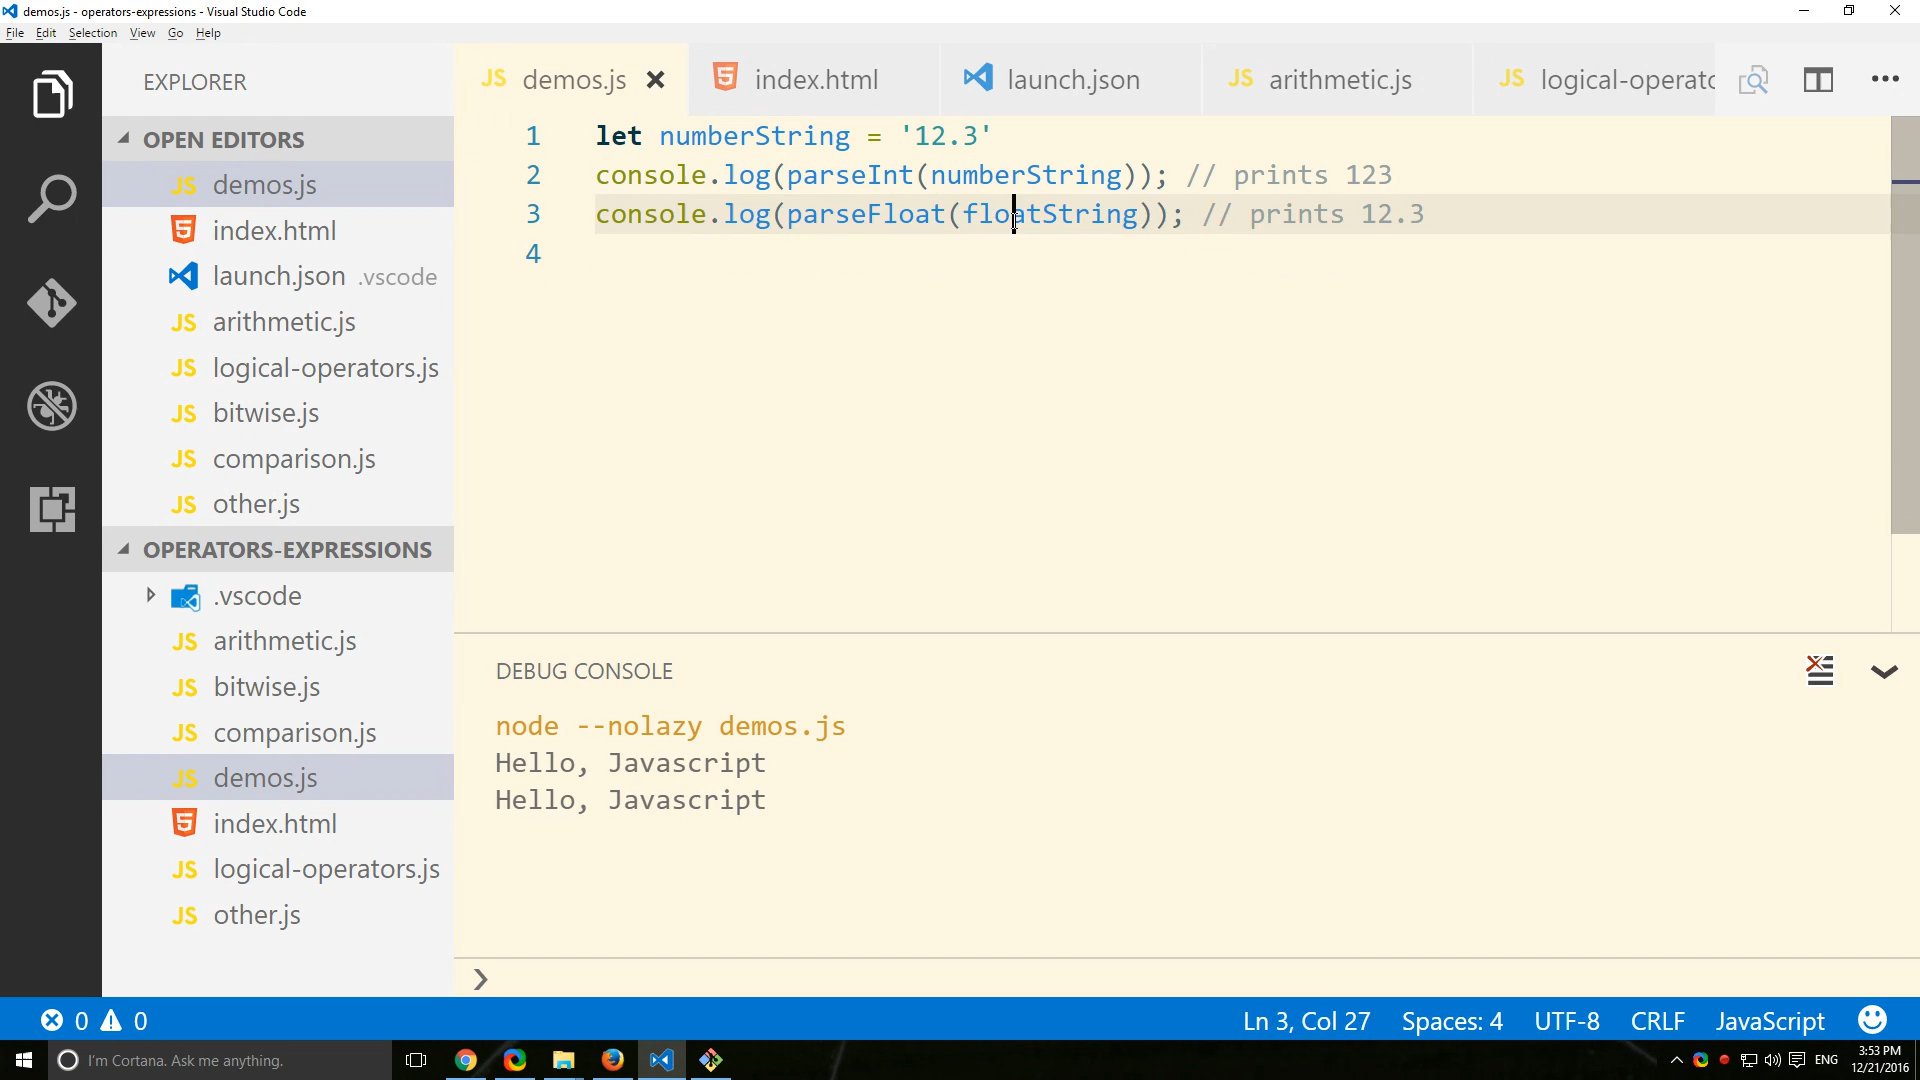 demos.js - operators-expressions - Visual Studio Code
File Edit Selection View Go Help
EXPLORER
OPEN EDITORS
JS demos.js
index.html
launch.json .vscode
JS arithmetic.js
JS logical-operators.js
JS bitwise.js
JS comparison.js
JS other.js
OPERATORS-EXPRESSIONS
.vscode
JS arithmetic.js
JS bitwise.js
JS comparison.js
JS demos.js
index.html
JS logical-operators.js
JS other.js
JS demos.js index.html launch.json JS arithmetic.js JS logical-operato
1 let numberString = '12.3'
2 console.log(parseInt(numberString)); // prints 123
3 console.log(parseFloat(floatString)); // prints 12.3
4
DEBUG CONSOLE
node --nolazy demos.js
Hello, Javascript
Hello, Javascript
0 0 Ln 3, Col 27 Spaces: 4 UTF-8 CRLF JavaScript
I'm Cortana. Ask me anything.
ENG
3:53 PM
12/21/2016